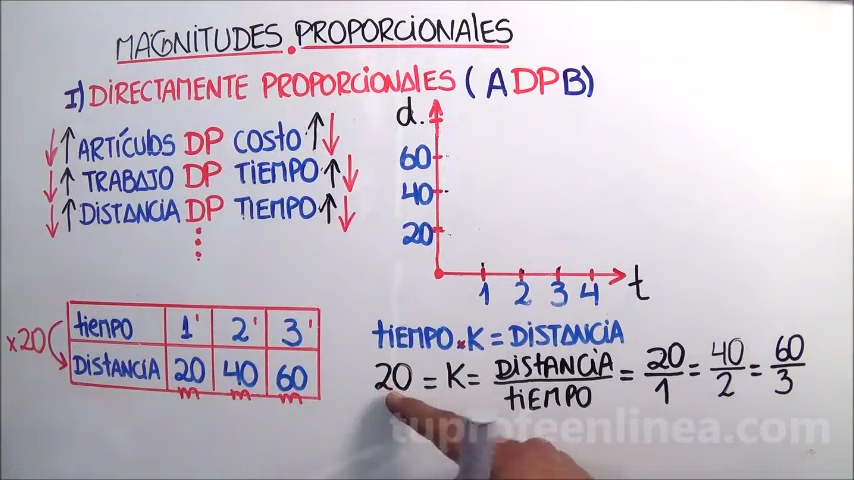 MAGNITUDES PROPORCIONALES
I) DIRECTAMENTE PROPORCIONALES (ADPB)
ARTÍCULOS DP COSTO
TRABAJO DP TIEMPO
DISTANCIA DP TIEMPO
d.
60
40
20
1 2 3 4 t
x20
TIEMPO 1' 2' 3'
DISTANCIA 20 40 60
m m m
TIEMPO x K = DISTANCIA
20 = K = DISTANCIA/TIEMPO = 20/1 = 40/2 = 60/3
tuprofeenlinea.com